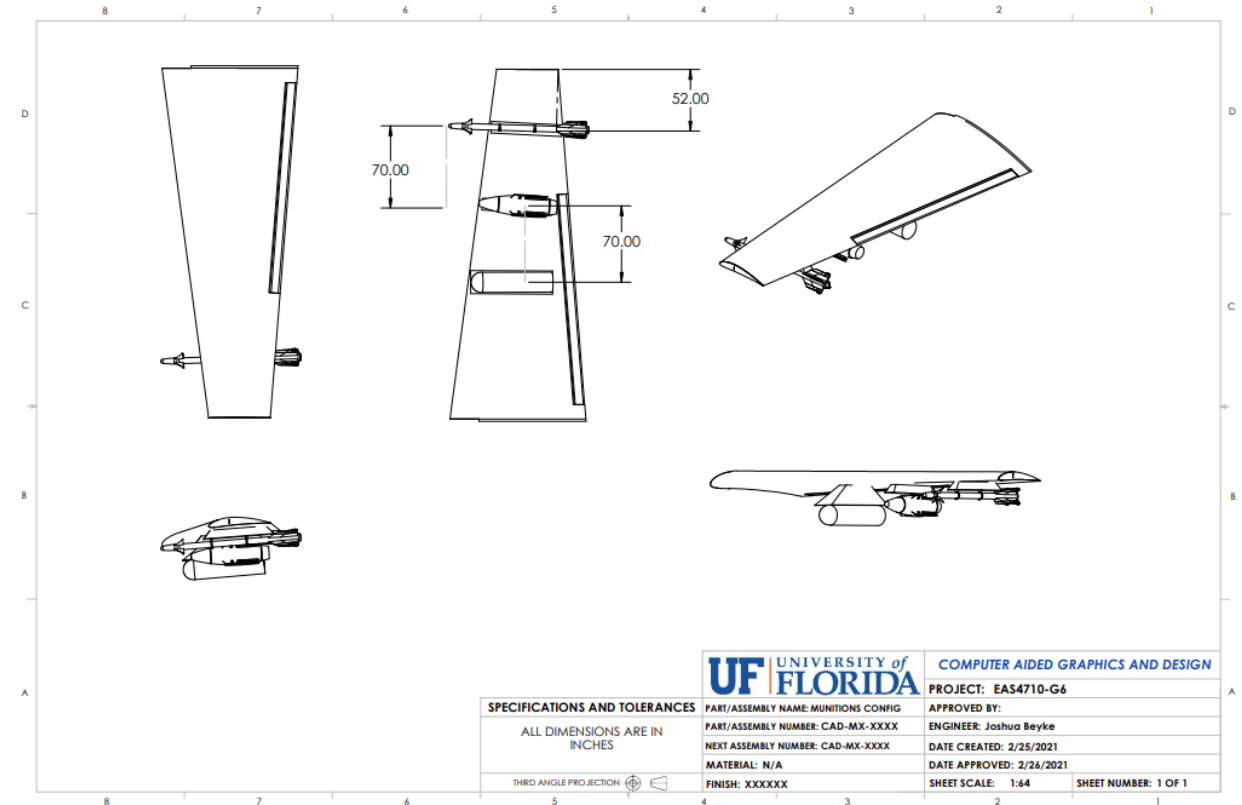 8 7 6 5 4 3 2 1
D D
52.00
70.00
70.00
C C
B B
A A
UF UNIVERSITY of
FLORIDA
COMPUTER AIDED GRAPHICS AND DESIGN
PROJECT: EAS4710-G6
SPECIFICATIONS AND TOLERANCES
PART/ASSEMBLY NAME: MUNITIONS CONFIG
APPROVED BY:
ALL DIMENSIONS ARE IN
INCHES
PART/ASSEMBLY NUMBER: CAD-MX-XXXX
ENGINEER: Joshua Beyke
NEXT ASSEMBLY NUMBER: CAD-MX-XXXX
DATE CREATED: 2/25/2021
MATERIAL: N/A
DATE APPROVED: 2/26/2021
THIRD ANGLE PROJECTION
FINISH: XXXXXX
SHEET SCALE: 1:64
SHEET NUMBER: 1 OF 1
8 7 6 5 4 3 2 1